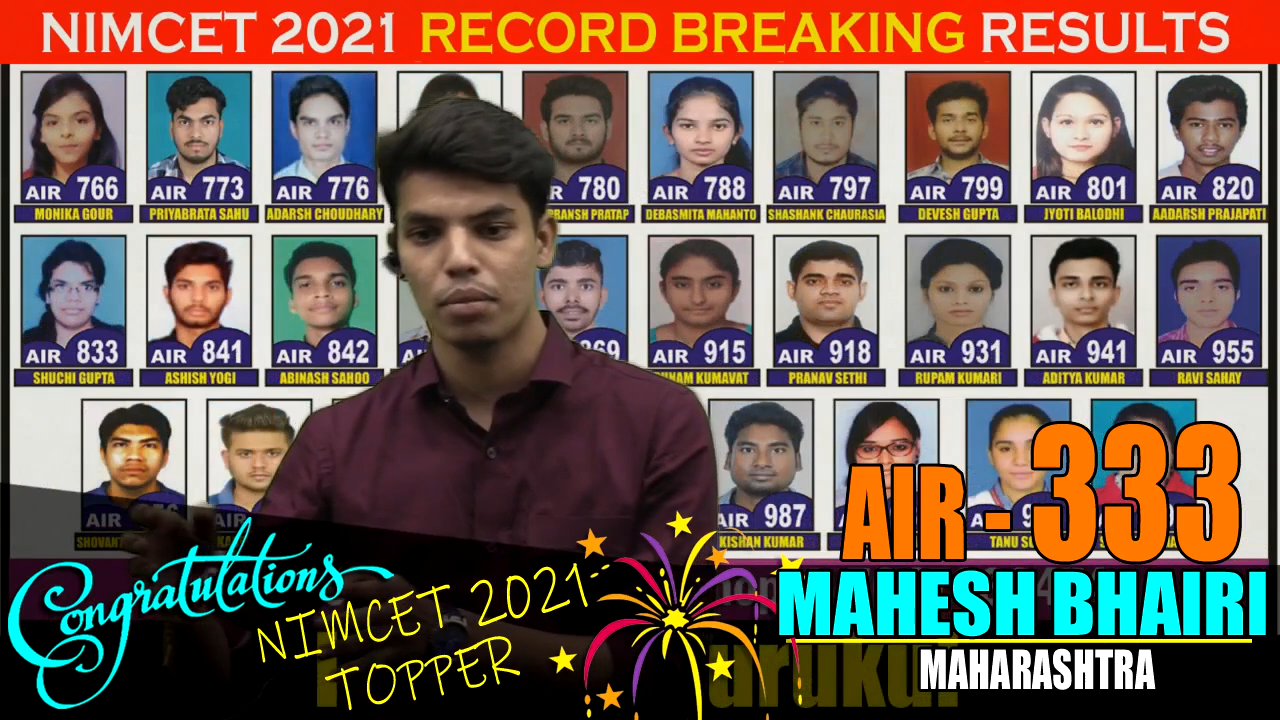 NIMCET 2021 RECORD BREAKING RESULTS
AIR 766
AIR 773
AIR 776
780
AIR 788
AIR 797
AIR 799
AIR 801
AIR 820
MONIKA GOUR
PRIYABRATA SAHU
ADARSH CHOUDHARY
PRANSH PRATAP
DEBASMITA MAHANTO
SHASHANK CHAURASIA
DEVESH GUPTA
JYOTI BALODHI
AADARSH PRAJAPATI
AIR 833
AIR 841
AIR 842
AIR 915
AIR 918
AIR 931
AIR 941
AIR 955
SHUCHI GUPTA
ASHISH YOGI
ABINASH SAHOO
KUMAVAT
PRANAV SETHI
RUPAM KUMARI
ADITYA KUMAR
RAVI SAHAY
AIR
AIR
AIR 987
KISHAN KUMAR
TANU
AIR - 333
MAHESH BHAIRI
MAHARASHTRA
Congratulations
NIMCET 2021
TOPPER